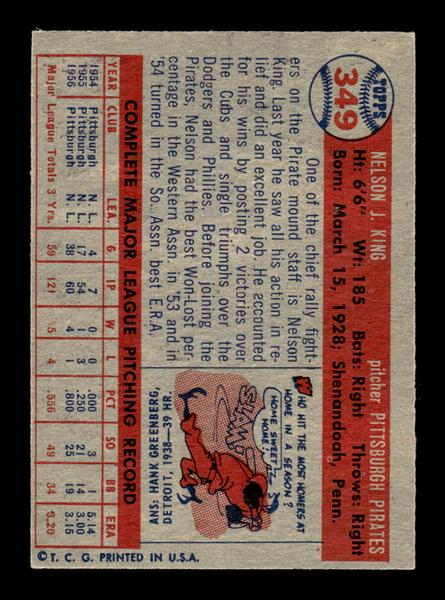 TOPPS
349
NELSON J. KING
pitcher PITTSBURGH PIRATES
Ht: 6'6" Wt: 185 Bats: Right Throws: Right
Born: March 15, 1928; Shenandoah, Penn.
One of the chief rally fight-
ers on the Pirate mound staff is Nelson
King. Last year he saw all his action in re-
lief and did an excellent job. He accounted
for his wins by posting 2 victories over
the Cubs and single triumphs over the
Dodgers and Phillies. Before joining the
Pirates, Nelson had the best Won-Lost per-
centage in the Western Assn. in '53 and in
'54 turned in the So. Assn. best E.R.A.
WHO HIT THE MOST HOMERS AT
HOME IN A SEASON?
HOME SWEET
HOME!
SLAM!
ANS. HANK GREENBERG,
DETROIT 1938-39 HR.
COMPLETE MAJOR LEAGUE PITCHING RECORD
YEAR CLUB LEA. G IP W L PCT SO BB ERA
1954 Pittsburgh N. L. 4 7 0 0 .000 3 1 5.14
1955 Pittsburgh N. L. 17 54 1 3 .250 21 14 3.00
1956 Pittsburgh N. L. 38 60 4 1 .800 25 19 3.15
Major League Totals 3 Yrs. 59 121 5 4 .556 49 34 3.20
© T. C. G. PRINTED IN U.S.A.